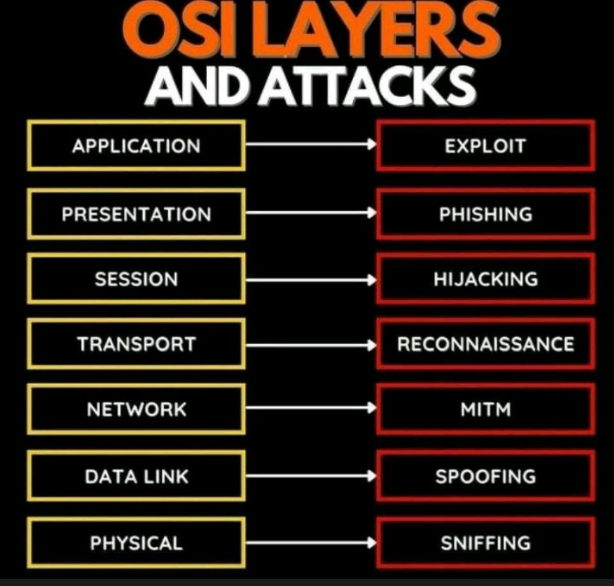 OSI LAYERS
AND ATTACKS
APPLICATION EXPLOIT
PRESENTATION PHISHING
SESSION HIJACKING
TRANSPORT RECONNAISSANCE
NETWORK MITM
DATA LINK SPOOFING
PHYSICAL SNIFFING